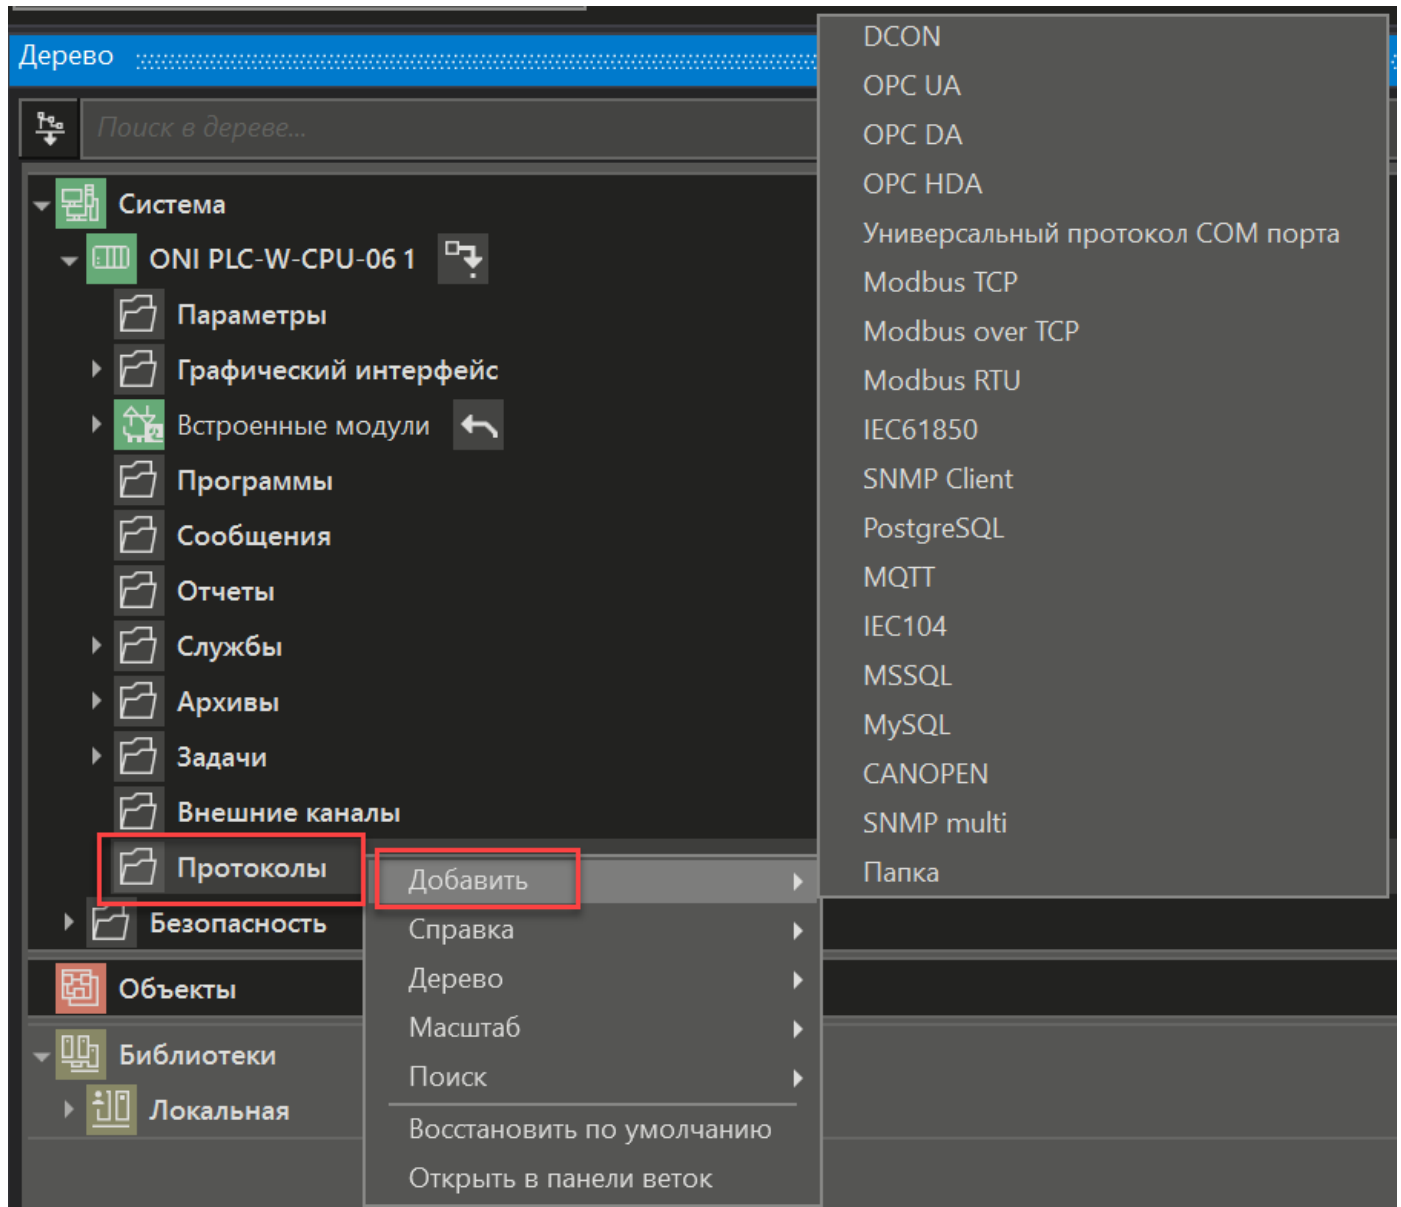 Дерево
Поиск в дереве...
Система
ONI PLC-W-CPU-06 1
Параметры
Графический интерфейс
Встроенные модули
Программы
Сообщения
Отчеты
Службы
Архивы
Задачи
Внешние каналы
Протоколы
Безопасность
Объекты
Библиотеки
Локальная
Добавить
Справка
Дерево
Масштаб
Поиск
Восстановить по умолчанию
Открыть в панели веток
DCON
OPC UA
OPC DA
OPC HDA
Универсальный протокол COM порта
Modbus TCP
Modbus over TCP
Modbus RTU
IEC61850
SNMP Client
PostgreSQL
MQTT
IEC104
MSSQL
MySQL
CANOPEN
SNMP multi
Папка